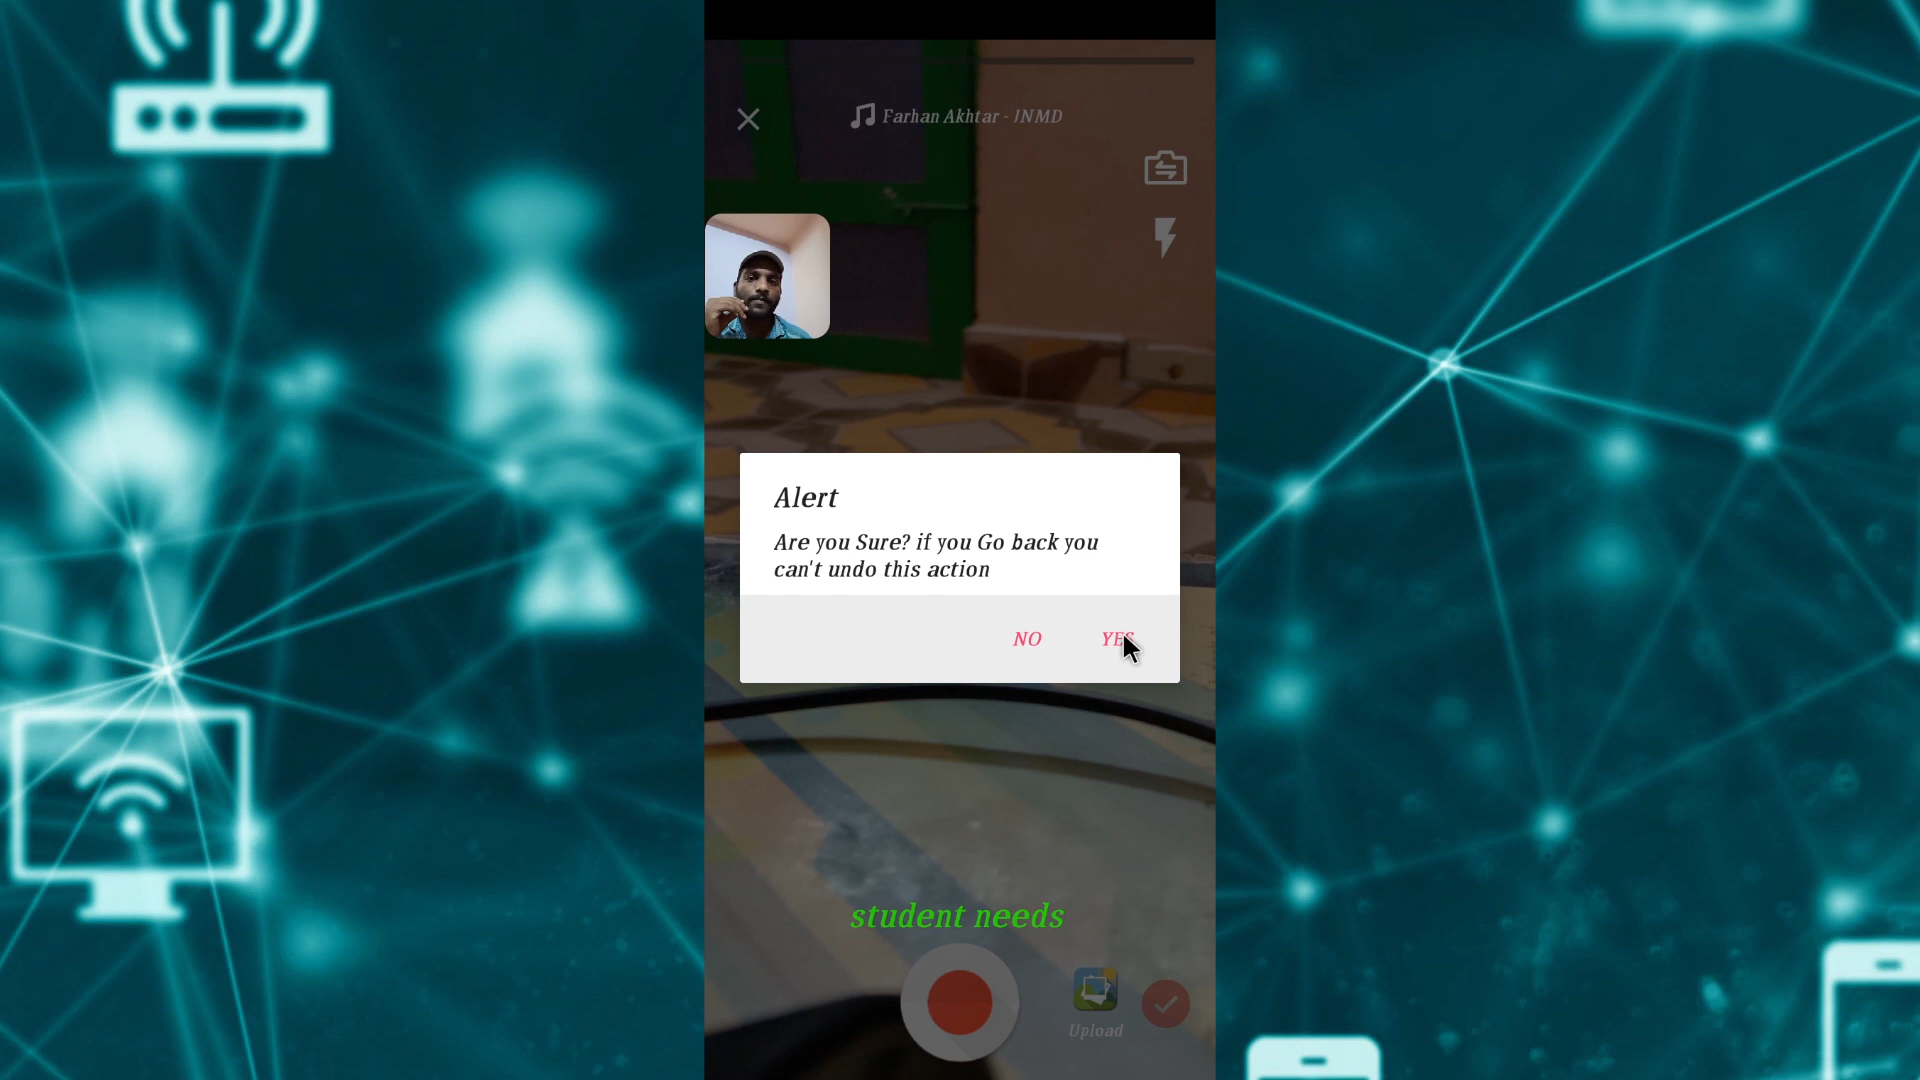 Farhan Akhtar - JNMD
Alert
Are you Sure? if you Go back you
can't undo this action
NO YES
student needs
Upload